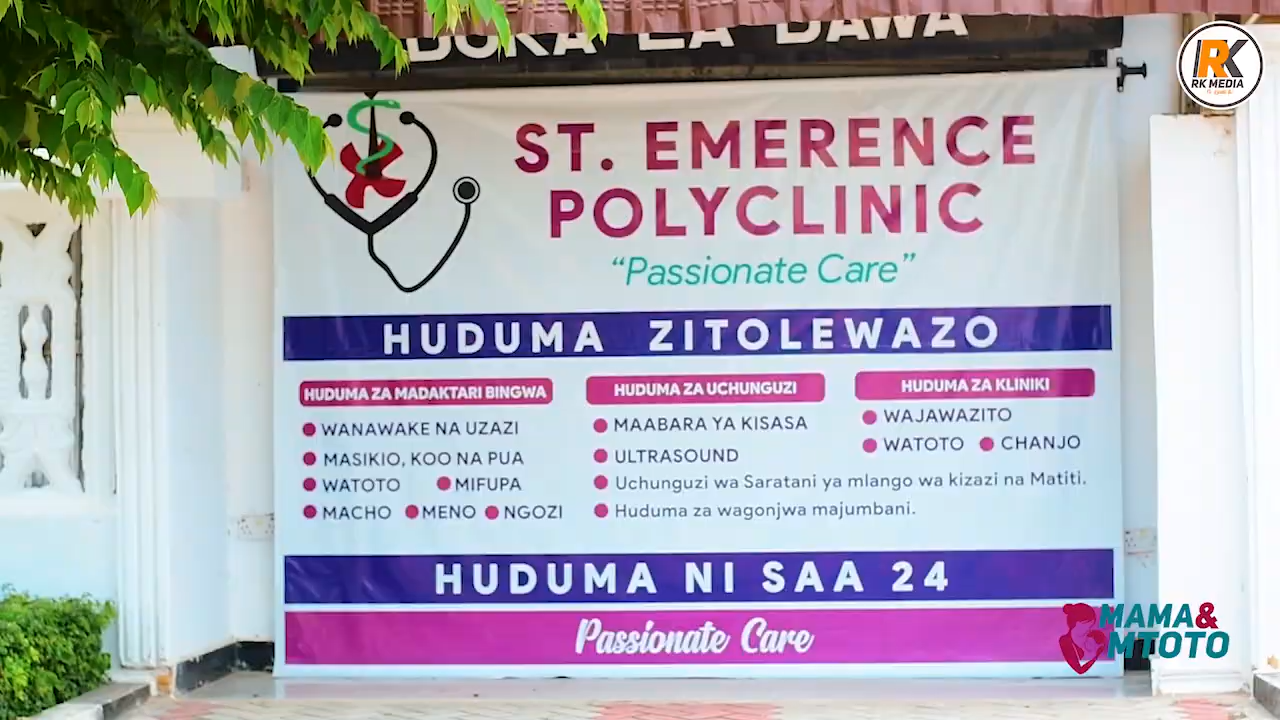 DUKA LA DAWA
RK
RK MEDIA
ST. EMERENCE
POLYCLINIC
“Passionate Care”
HUDUMA ZITOLEWAZO
HUDUMA ZA MADAKTARI BINGWA
WANAWAKE NA UZAZI
MASIKIO, KOO NA PUA
WATOTO MIFUPA
MACHO MENO NGOZI
HUDUMA ZA UCHUNGUZI
MAABARA YA KISASA
ULTRASOUND
Uchunguzi wa Saratani ya mlango wa kizazi na Matiti.
Huduma za wagonjwa majumbani.
HUDUMA ZA KLINIKI
WAJAWAZITO
WATOTO CHANJO
HUDUMA NI SAA 24
Passionate Care
MAMA&
MTOTO